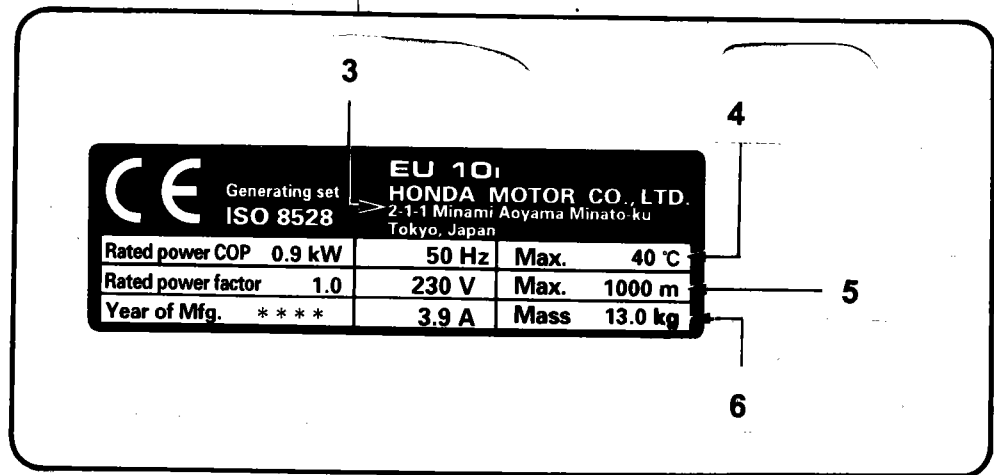 3
4
CE
EU 10i
Generating set
HONDA MOTOR CO., LTD.
ISO 8528
2-1-1 Minami Aoyama Minato-ku
Tokyo, Japan
Rated power COP 0.9 kW 50 Hz Max. 40 °C
Rated power factor 1.0 230 V Max. 1000 m
5
Year of Mfg. **** 3.9 A Mass 13.0 kg
6